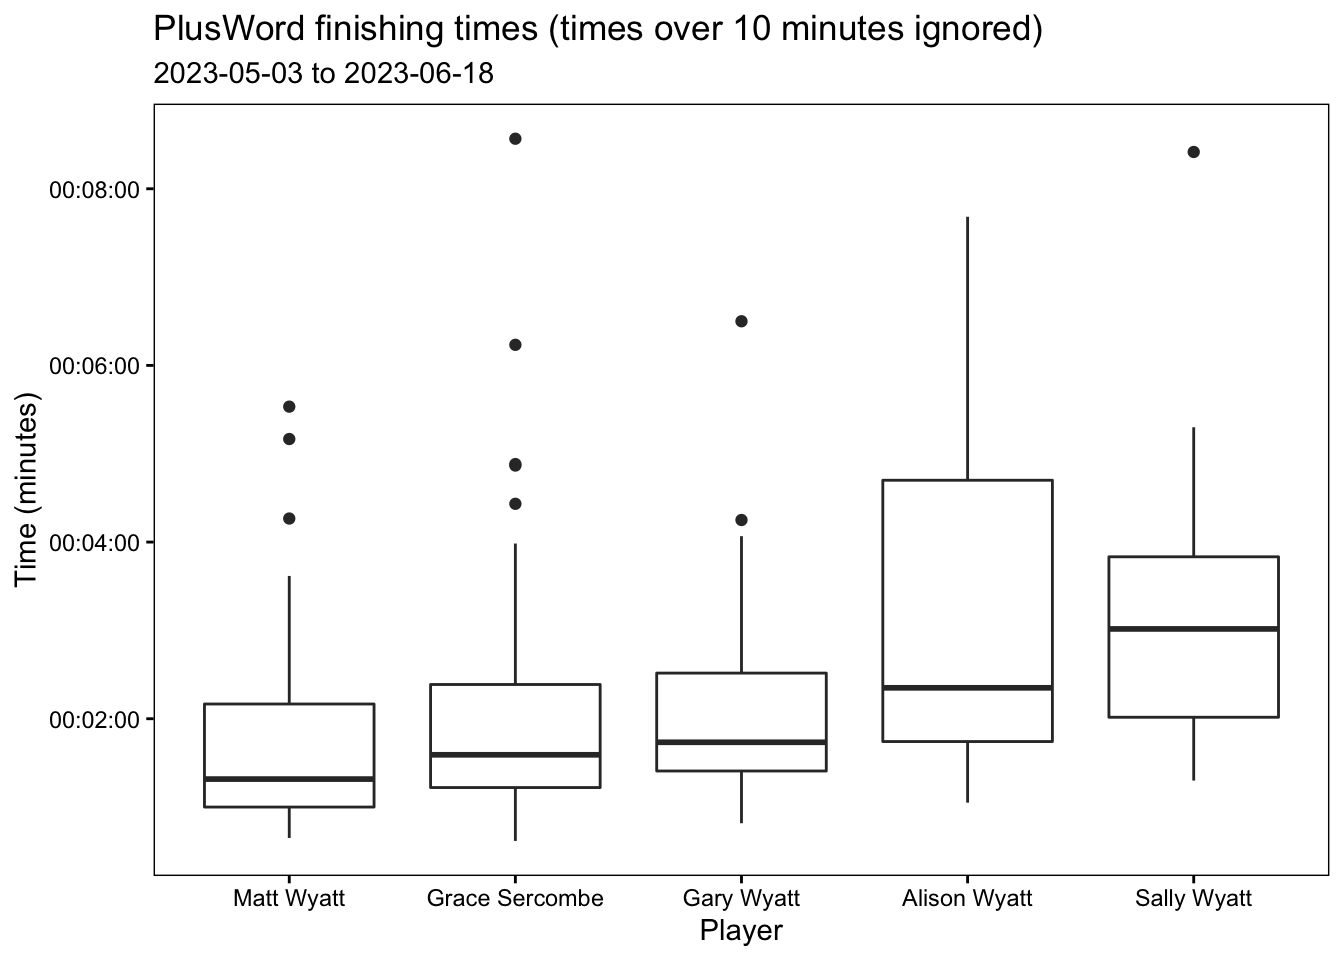 PlusWord finishing times (times over 10 minutes ignored)
2023-05-03 to 2023-06-18
Time (minutes)
00:08:00
00:06:00
00:04:00
00:02:00
Matt Wyatt
Grace Sercombe
Gary Wyatt
Alison Wyatt
Sally Wyatt
Player